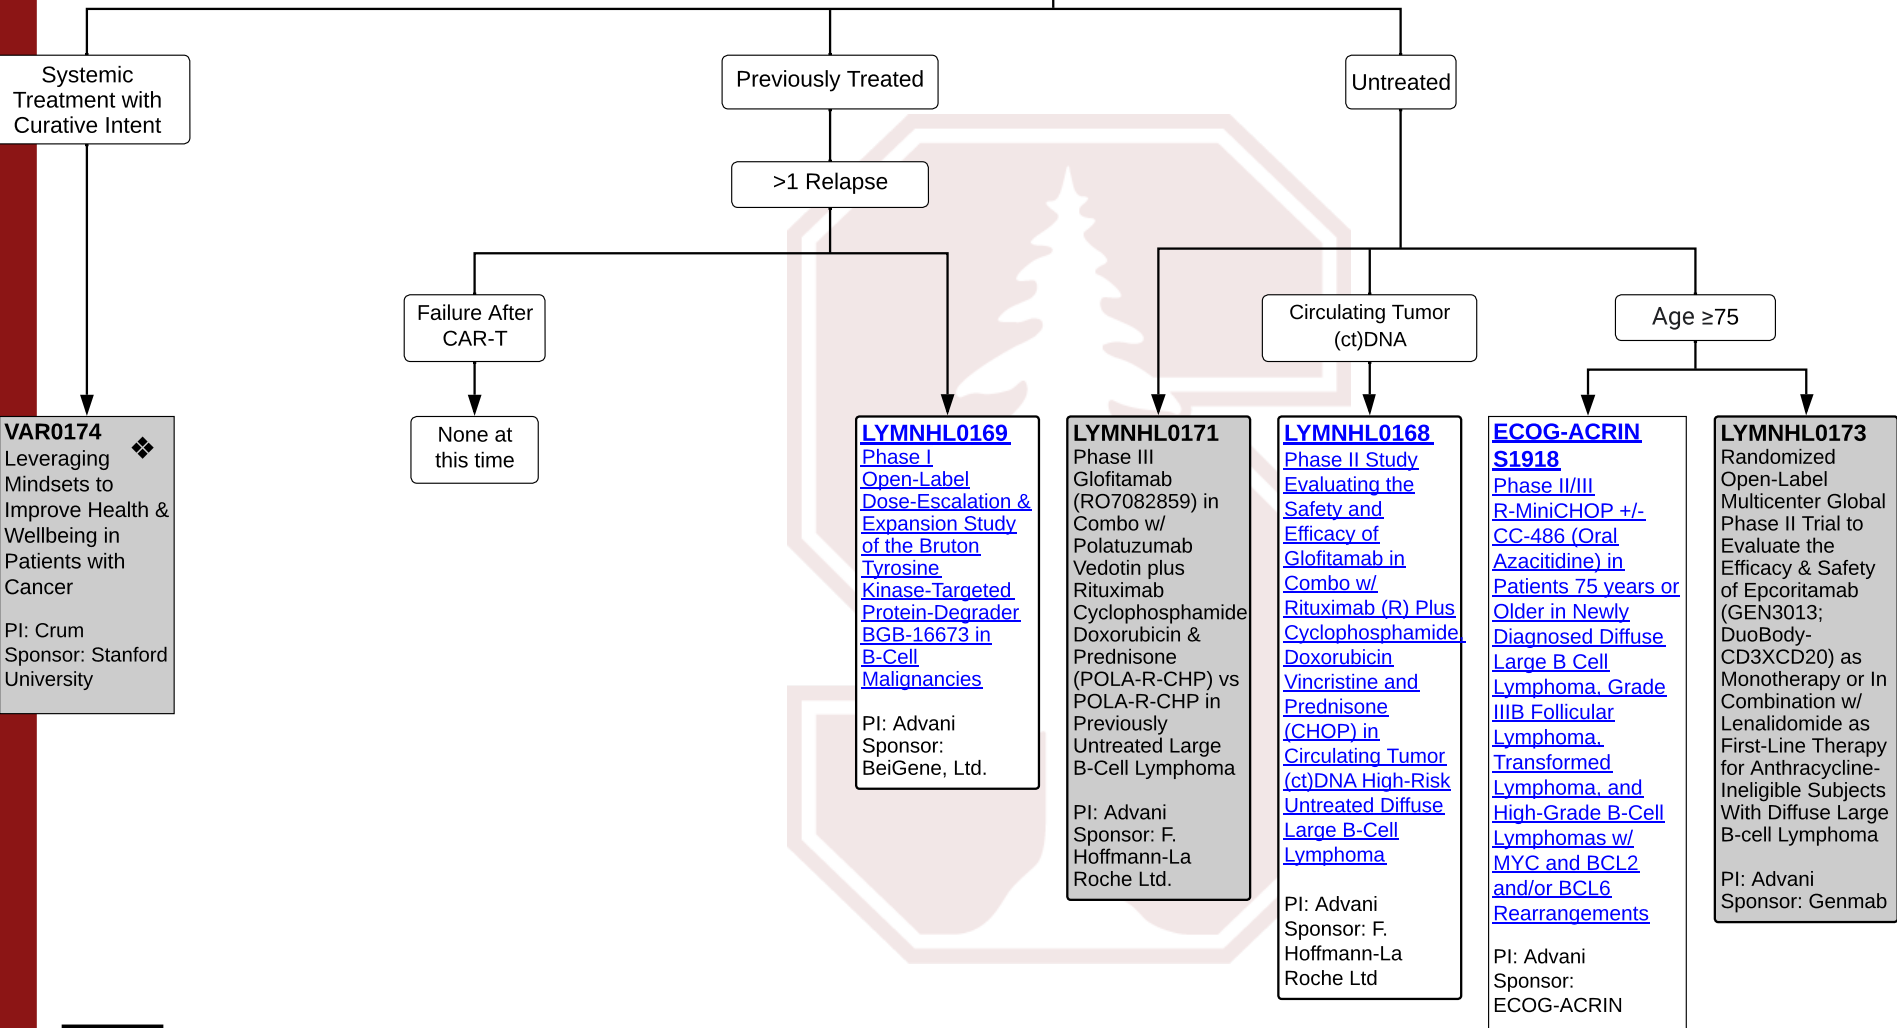 Systemic
Treatment with
Curative Intent
Previously Treated
Untreated
>1 Relapse
Failure After
CAR-T
Circulating Tumor
(ct)DNA
Age ≥75
None at
this time
VAR0174
Leveraging
Mindsets to
Improve Health &
Wellbeing in
Patients with
Cancer
PI: Crum
Sponsor: Stanford
University
LYMNHL0169
Phase I
Open-Label
Dose-Escalation &
Expansion Study
of the Bruton
Tyrosine
Kinase-Targeted
Protein-Degrader
BGB-16673 in
B-Cell
Malignancies
PI: Advani
Sponsor:
BeiGene, Ltd.
LYMNHL0171
Phase III
Glofitamab
(RO7082859) in
Combo w/
Polatuzumab
Vedotin plus
Rituximab
Cyclophosphamide
Doxorubicin &
Prednisone
(POLA-R-CHP) vs
POLA-R-CHP in
Previously
Untreated Large
B-Cell Lymphoma
PI: Advani
Sponsor: F.
Hoffmann-La
Roche Ltd.
LYMNHL0168
Phase II Study
Evaluating the
Safety and
Efficacy of
Glofitamab in
Combo w/
Rituximab (R) Plus
Cyclophosphamide,
Doxorubicin
Vincristine and
Prednisone
(CHOP) in
Circulating Tumor
(ct)DNA High-Risk
Untreated Diffuse
Large B-Cell
Lymphoma
PI: Advani
Sponsor: F.
Hoffmann-La
Roche Ltd
ECOG-ACRIN
S1918
Phase II/III
R-MiniCHOP +/-
CC-486 (Oral
Azacitidine) in
Patients 75 years or
Older in Newly
Diagnosed Diffuse
Large B Cell
Lymphoma, Grade
IIIB Follicular
Lymphoma,
Transformed
Lymphoma, and
High-Grade B-Cell
Lymphomas w/
MYC and BCL2
and/or BCL6
Rearrangements
PI: Advani
Sponsor:
ECOG-ACRIN
LYMNHL0173
Randomized
Open-Label
Multicenter Global
Phase II Trial to
Evaluate the
Efficacy & Safety
of Epcoritamab
(GEN3013;
DuoBody-
CD3XCD20) as
Monotherapy or In
Combination w/
Lenalidomide as
First-Line Therapy
for Anthracycline-
Ineligible Subjects
With Diffuse Large
B-cell Lymphoma
PI: Advani
Sponsor: Genmab